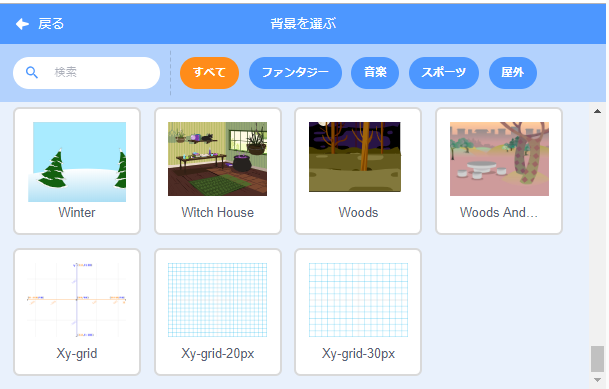 戻る
背景を選ぶ
検索
すべて
ファンタジー
音楽
スポーツ
屋外
Winter
Witch House
Woods
Woods And...
Xy-grid
Xy-grid-20px
Xy-grid-30px